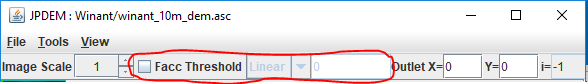 JPDEM : Winant/winant_10m_dem.asc
File Tools View
Image Scale 1 Facc Threshold Linear 0 Outlet X= 0 Y= 0 i= -1